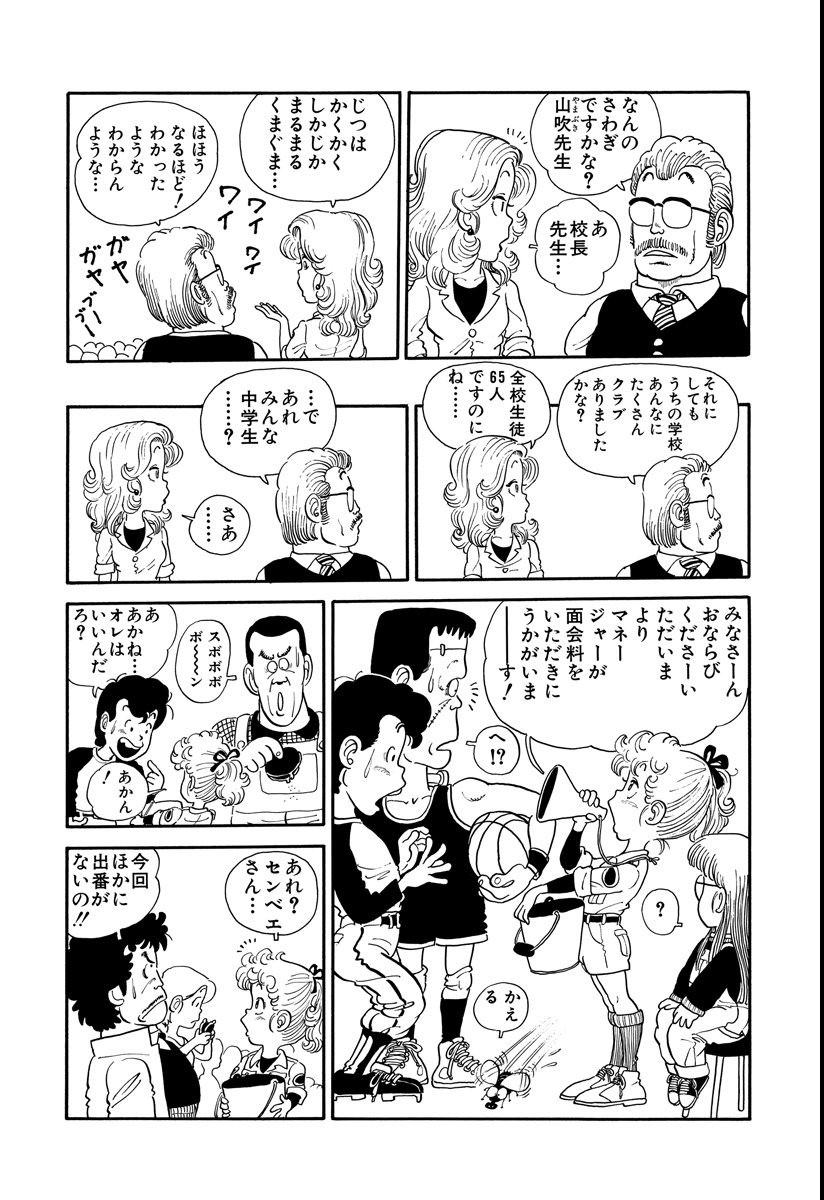 なんの
さわぎ
ですかな?
山吹先生
やまぶき
あ
校長
先生…
じつは
かくかく
しかじか
まるまる
くまぐま…
ワイ
ワイ
ワイ
ほほう
なるほど!
わかった
ような
わからん
ような…
ガヤ
ガヤ
ブブー
それに
しても
うちの学校
あんなに
たくさん
クラブ
ありました
かな?
全校生徒
65人
ですのに
ね……
…で
あれ
みんな
中学生
……?
さあ
……
みなさーん
おならび
くださーい
ただいま
より
マネー
ジャーが
面会料を
いただきに
うかがいま
――す!
へ!?
?
かえ
る
スボボボ
ボ〜〜ン
あ
あかね…
オレは
いいんだ
ろ?
あかん
!
あれ?
センベエ
さん…
今回
ほかに
出番が
ないの!!